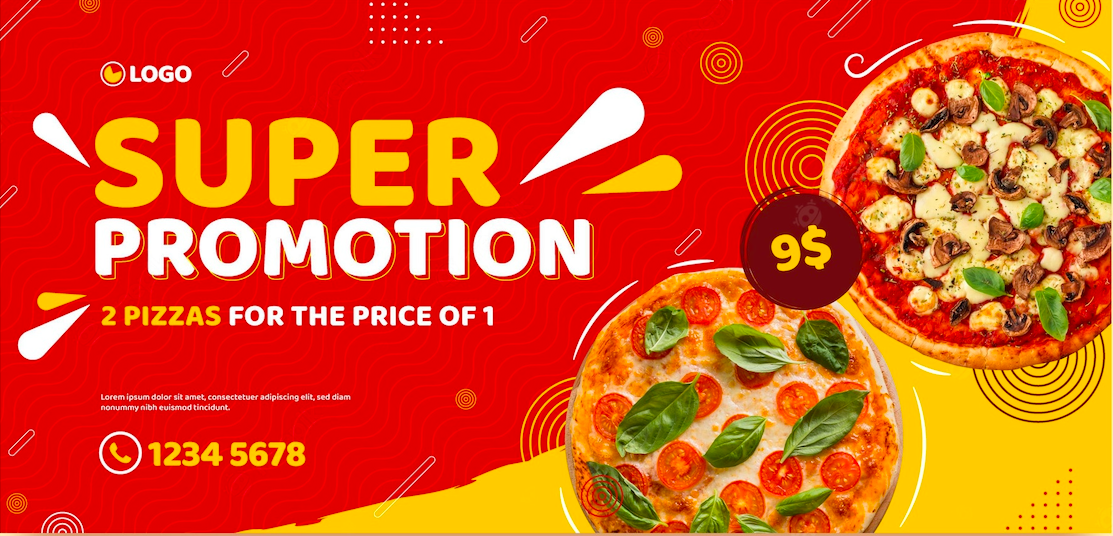 LOGO
SUPER
PROMOTION
2 PIZZAS FOR THE PRICE OF 1
9$
Lorem ipsum dolor sit amet, consectetuer adipiscing elit, sed diam
nonummy nibh euismod tincidunt.
1234 5678